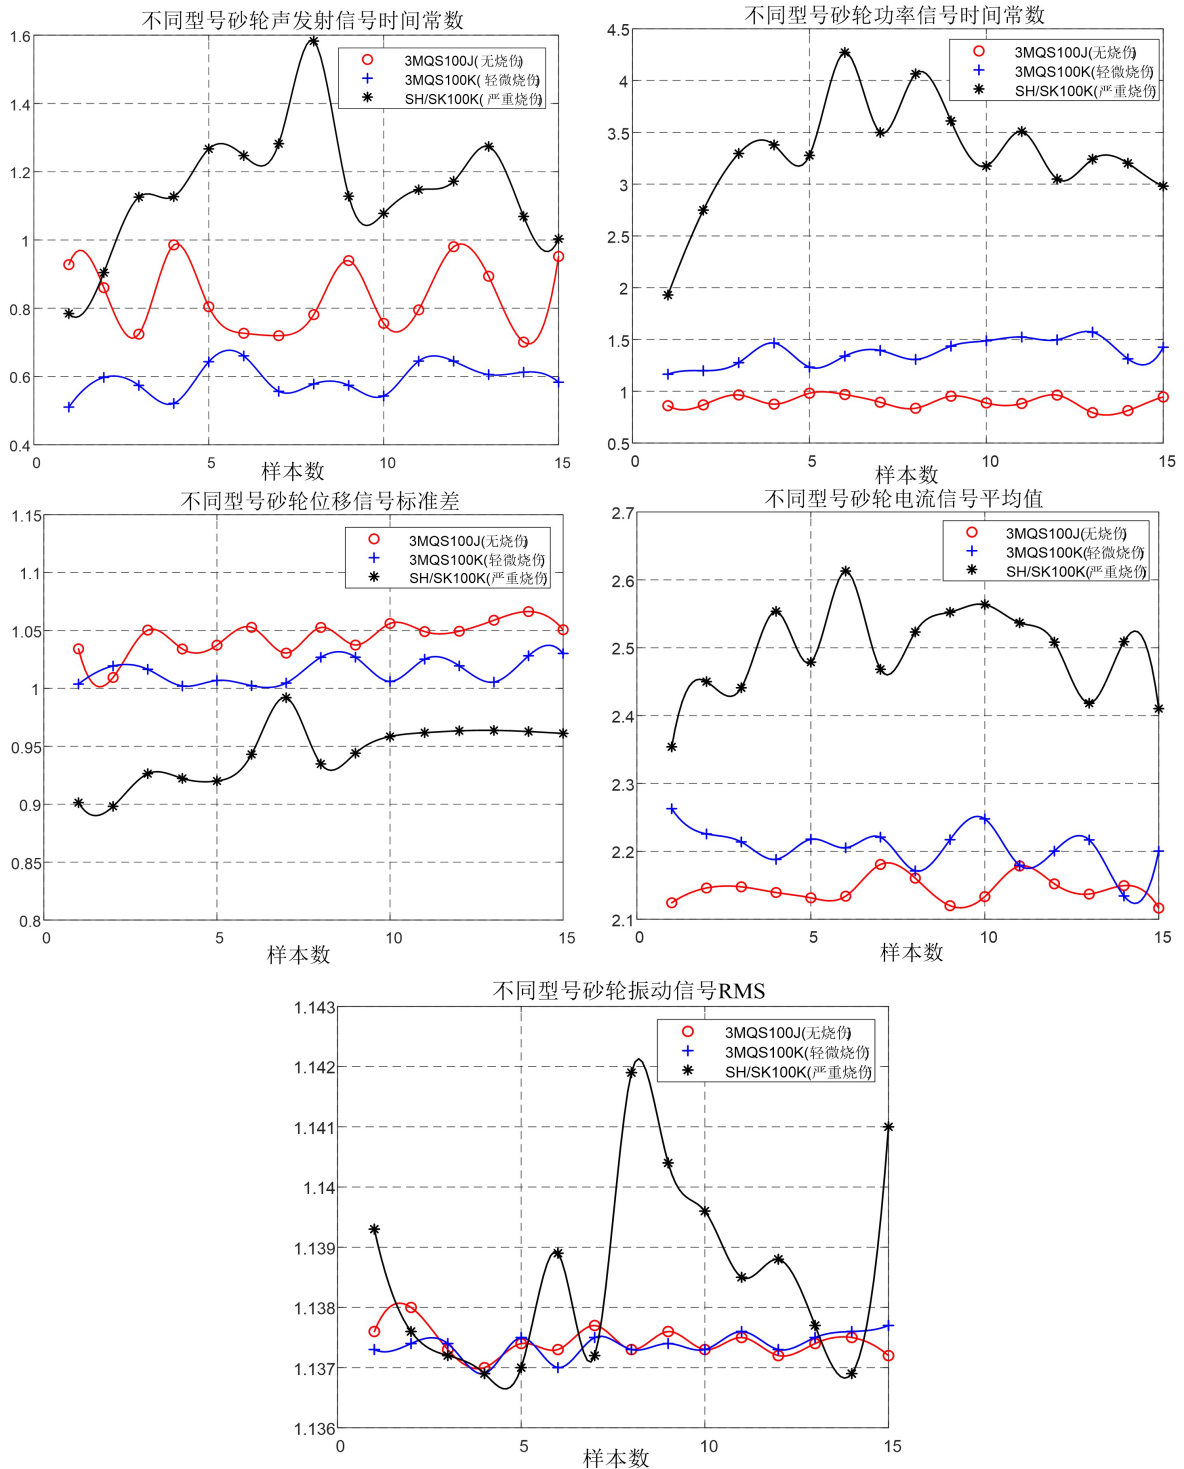 不同型号砂轮声发射信号时间常数
1.6
1.4
1.2
1
0.8
0.6
0.4
0
5
10
15
样本数
3MQS100J(无烧伤)
3MQS100K(轻微烧伤)
SH/SK100K(严重烧伤)
不同型号砂轮功率信号时间常数
4.5
4
3.5
3
2.5
2
1.5
1
0.5
0
5
10
15
样本数
3MQS100J(无烧伤)
3MQS100K(轻微烧伤)
SH/SK100K(严重烧伤)
不同型号砂轮位移信号标准差
1.15
1.1
1.05
1
0.95
0.9
0.85
0.8
0
5
10
15
样本数
3MQS100J(无烧伤)
3MQS100K(轻微烧伤)
SH/SK100K(严重烧伤)
不同型号砂轮电流信号平均值
2.7
2.6
2.5
2.4
2.3
2.2
2.1
0
5
10
15
样本数
3MQS100J(无烧伤)
3MQS100K(轻微烧伤)
SH/SK100K(严重烧伤)
不同型号砂轮振动信号RMS
1.143
1.142
1.141
1.14
1.139
1.138
1.137
1.136
0
5
10
15
样本数
3MQS100J(无烧伤)
3MQS100K(轻微烧伤)
SH/SK100K(严重烧伤)